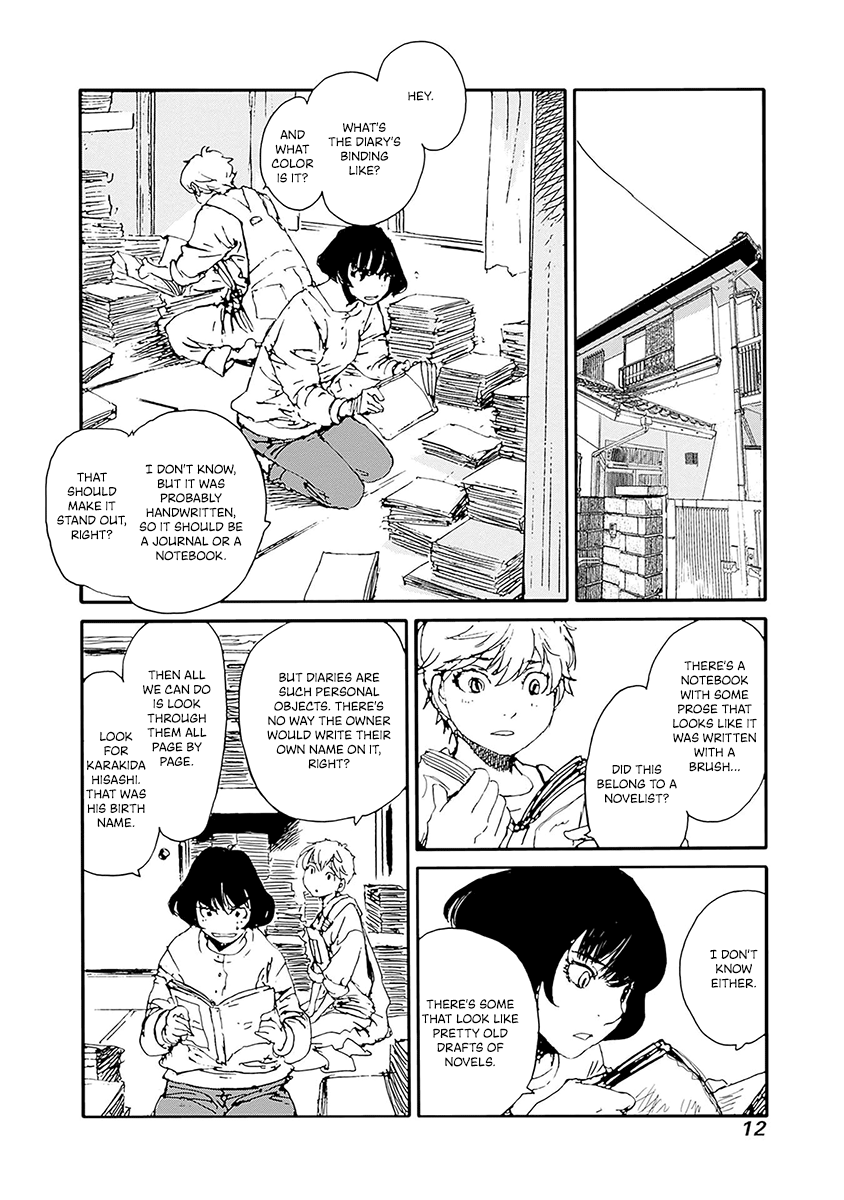 HEY.
WHAT'S
THE DIARY'S
BINDING
LIKE?
AND
WHAT
COLOR
IS IT?
I DON'T KNOW,
BUT IT WAS
PROBABLY
HANDWRITTEN,
SO IT SHOULD BE
A JOURNAL OR A
NOTEBOOK.
THAT
SHOULD
MAKE IT
STAND OUT,
RIGHT?
THERE'S A
NOTEBOOK
WITH SOME
PROSE THAT
LOOKS LIKE IT
WAS WRITTEN
WITH A
BRUSH...
DID THIS
BELONG TO A
NOVELIST?
I DON'T
KNOW
EITHER.
THERE'S SOME
THAT LOOK LIKE
PRETTY OLD
DRAFTS OF
NOVELS.
BUT DIARIES ARE
SUCH PERSONAL
OBJECTS. THERE'S
NO WAY THE OWNER
WOULD WRITE THEIR
OWN NAME ON IT,
RIGHT?
THEN ALL
WE CAN DO
IS LOOK
THROUGH
THEM ALL
PAGE BY
PAGE.
LOOK
FOR
KARAKIDA
HISASHI.
THAT WAS
HIS BIRTH
NAME.
12